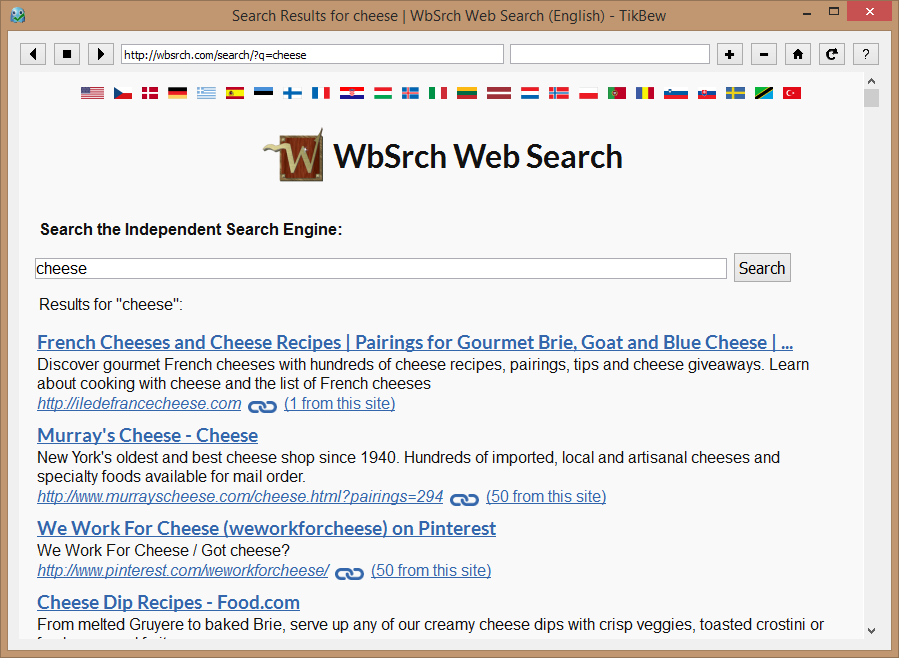 Search Results for cheese | WbSrch Web Search (English) - TikBew
http://wbsrch.com/search/?q=cheese
?
W WbSrch Web Search
Search the Independent Search Engine:
cheese Search
Results for "cheese":
French Cheeses and Cheese Recipes | Pairings for Gourmet Brie, Goat and Blue Cheese | ...
Discover gourmet French cheeses with hundreds of cheese recipes, pairings, tips and cheese giveaways. Learn
about cooking with cheese and the list of French cheeses
http://iledefrancecheese.com (1 from this site)
Murray's Cheese - Cheese
New York's oldest and best cheese shop since 1940. Hundreds of imported, local and artisanal cheeses and
specialty foods available for mail order.
http://www.murrayscheese.com/cheese.html?pairings=294 (50 from this site)
We Work For Cheese (weworkforcheese) on Pinterest
We Work For Cheese / Got cheese?
http://www.pinterest.com/weworkforcheese/ (50 from this site)
Cheese Dip Recipes - Food.com
From melted Gruyere to baked Brie, serve up any of our creamy cheese dips with crisp veggies, toasted crostini or